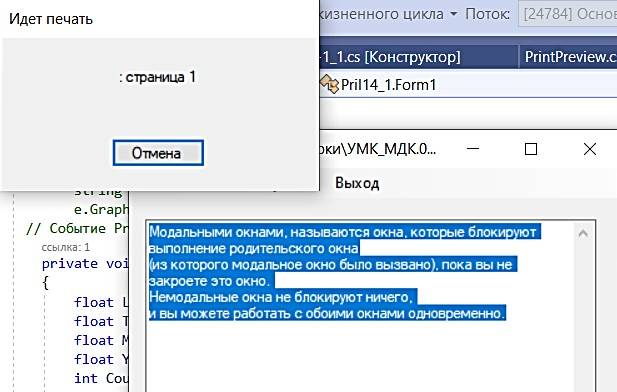 Идет печать
: страница 1
Отмена
жизненного цикла
Поток:
[24784]
-1_1.cs [Конструктор]
PrintPreview.c
Pril14_1.Form1
оки\УМК_МДК.0...
Выход
Модальными окнами, называются окна, которые блокируют
выполнение родительского окна
(из которого модальное окно было вызвано), пока вы не
закроете это окно.
Немодальные окна не блокируют ничего,
и вы можете работать с обоими окнами одновременно.
string
e.Graph
// Событие Pr
ссылка: 1
private voi
{
float L
float T
float M
float Y
int Cou